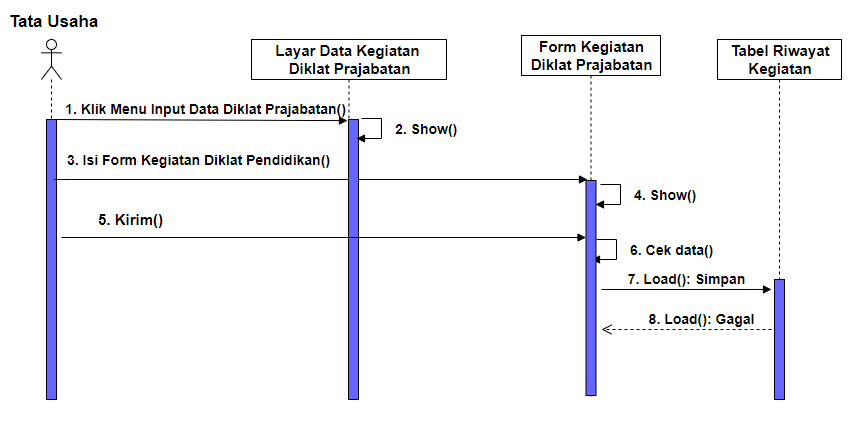 Tata Usaha
Layar Data Kegiatan
Diklat Prajabatan
Form Kegiatan
Diklat Prajabatan
Tabel Riwayat
Kegiatan
1. Klik Menu Input Data Diklat Prajabatan()
2. Show()
3. Isi Form Kegiatan Diklat Pendidikan()
4. Show()
5. Kirim()
6. Cek data()
7. Load(): Simpan
8. Load(): Gagal